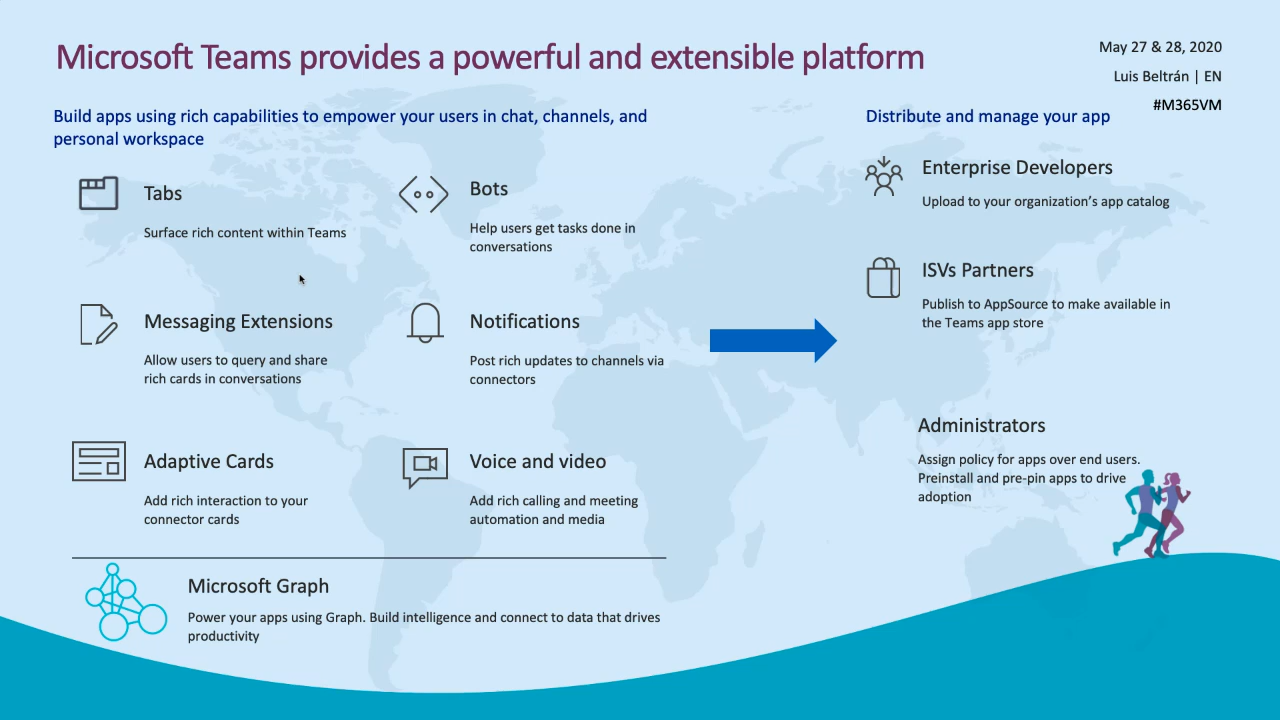 Microsoft Teams provides a powerful and extensible platform
May 27 & 28, 2020
Luis Beltrán | EN
#M365VM
Build apps using rich capabilities to empower your users in chat, channels, and
personal workspace
Tabs
Surface rich content within Teams
Bots
Help users get tasks done in
conversations
Messaging Extensions
Allow users to query and share
rich cards in conversations
Notifications
Post rich updates to channels via
connectors
Adaptive Cards
Add rich interaction to your
connector cards
Voice and video
Add rich calling and meeting
automation and media
Microsoft Graph
Power your apps using Graph. Build intelligence and connect to data that drives
productivity
Distribute and manage your app
Enterprise Developers
Upload to your organization’s app catalog
ISVs Partners
Publish to AppSource to make available in
the Teams app store
Administrators
Assign policy for apps over end users.
Preinstall and pre-pin apps to drive
adoption